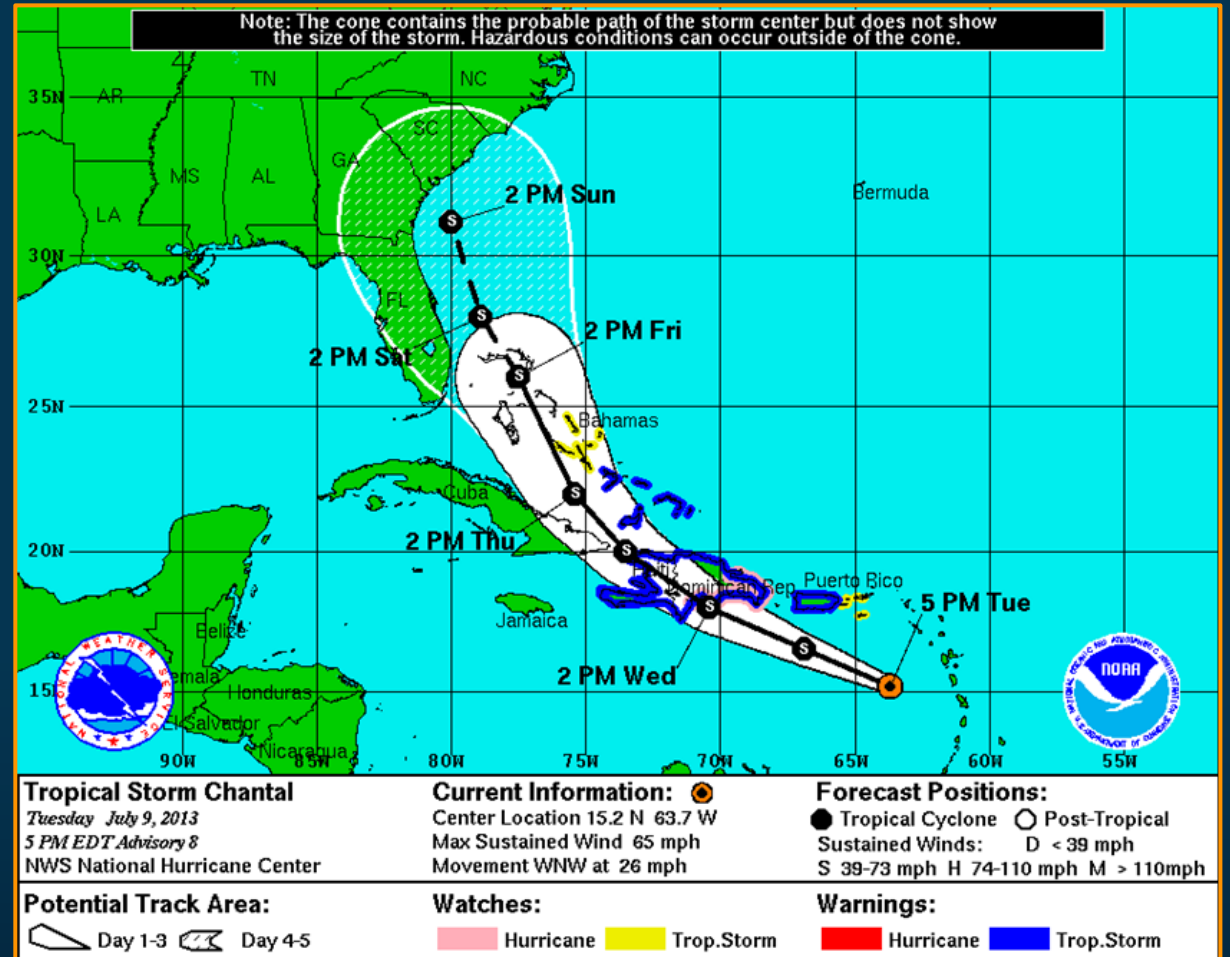 Note: The cone contains the probable path of the storm center but does not show
the size of the storm. Hazardous conditions can occur outside of the cone.
TN
NC
35N
AR
SC
GA
MS
AL
LA
Bermuda
2 PM Sun
30N
FL
2 PM Sat
2 PM Fri
25N
Bahamas
Cuba
2 PM Thu
20N
Haiti
Dominican Rep
Puerto Rico
Jamaica
5 PM Tue
Belize
2 PM Wed
NATIONAL WEATHER SERVICE
NOAA
15N
emala
Honduras
El Salvador
Nicaragua
90W
85W
80W
75W
70W
65W
60W
55W
S
S
S
S
S
S
S
Tropical Storm Chantal
Tuesday July 9, 2013
5 PM EDT Advisory 8
NWS National Hurricane Center
Current Information:
Center Location 15.2 N 63.7 W
Max Sustained Wind 65 mph
Movement WNW at 26 mph
Forecast Positions:
Tropical Cyclone Post-Tropical
Sustained Winds: D < 39 mph
S 39-73 mph H 74-110 mph M > 110mph
Potential Track Area:
Day 1-3 Day 4-5
Watches:
Hurricane Trop.Storm
Warnings:
Hurricane Trop.Storm